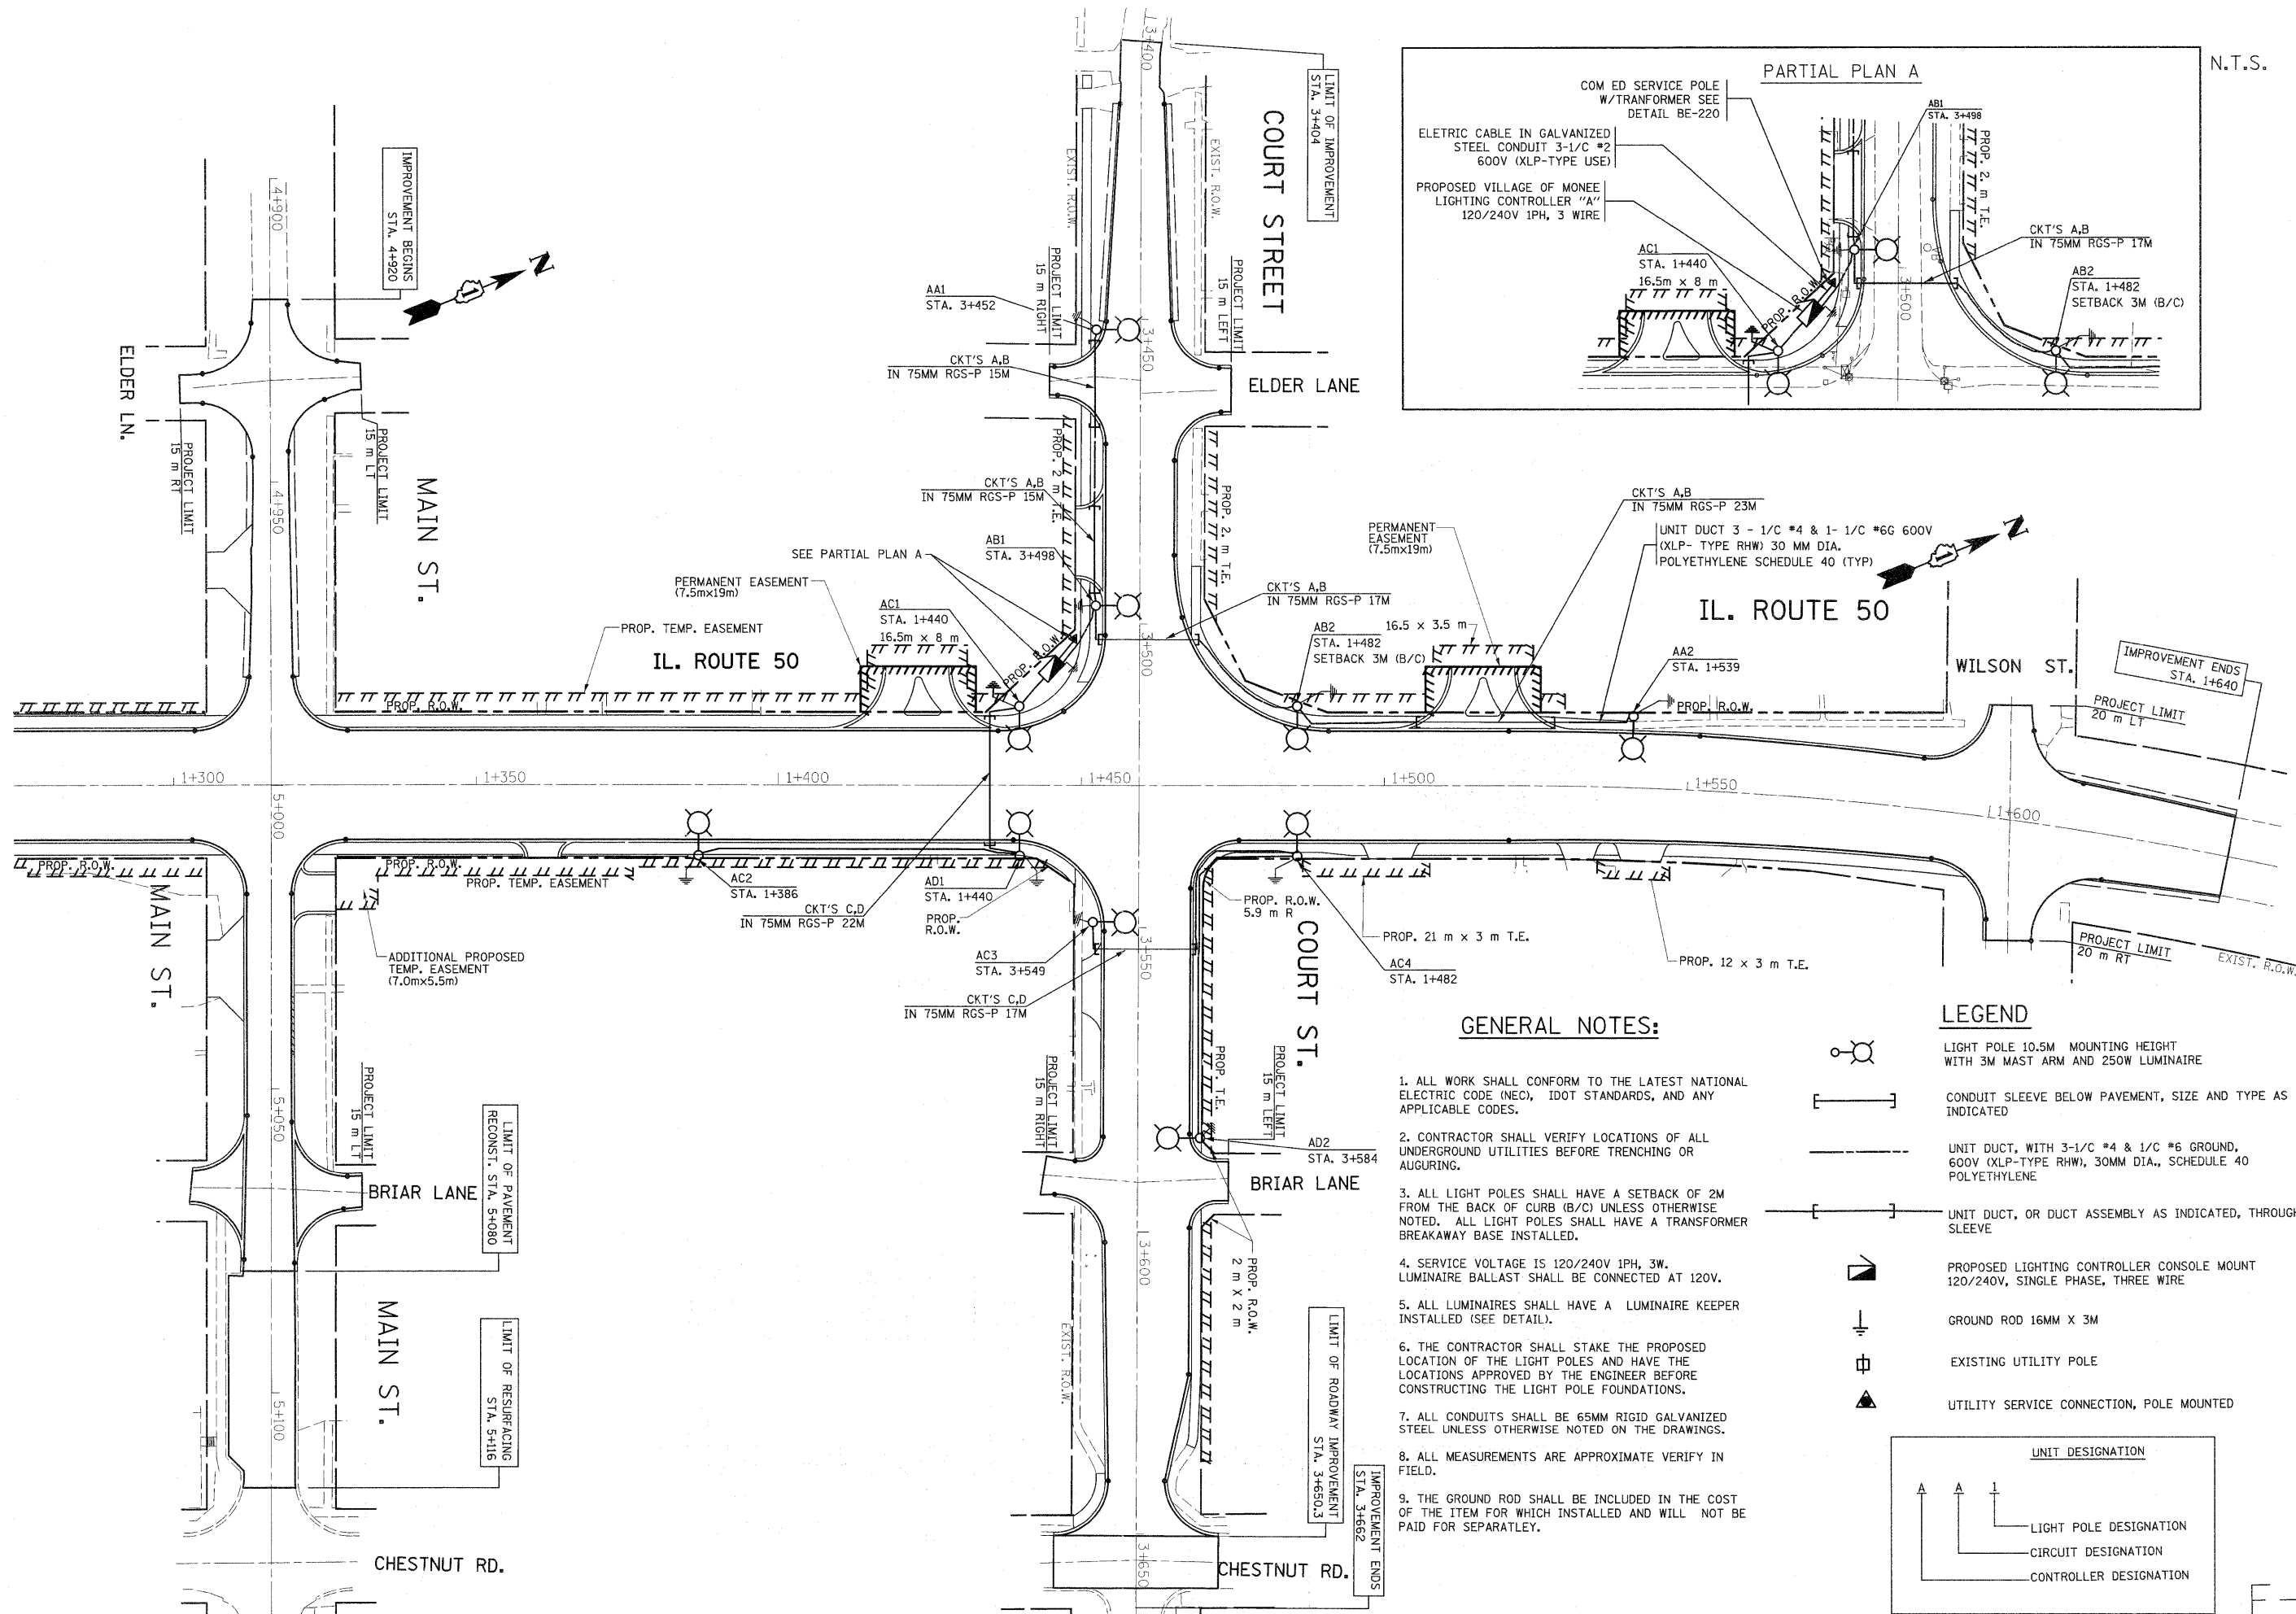 N.T.S.
PARTIAL PLAN A
COM ED SERVICE POLE
W/TRANFORMER SEE
DETAIL BE-220
ELETRIC CABLE IN GALVANIZED
STEEL CONDUIT 3-1/C #2
600V (XLP-TYPE USE)
PROPOSED VILLAGE OF MONEE
LIGHTING CONTROLLER "A"
120/240V 1PH, 3 WIRE
AC1
STA. 1+440
16.5m x 8 m
PROP. R.O.W.
AB1
STA. 3+498
PROP. 2. m T.E.
3+500
CKT'S A,B
IN 75MM RGS-P 17M
AB2
STA. 1+482
SETBACK 3M (B/C)
3+400
LIMIT OF IMPROVEMENT
STA. 3+404
COURT STREET
EXIST. R.O.W.
EXIST. R.O.W.
PROJECT LIMIT
15 m RIGHT
PROJECT LIMIT
15 m LEFT
4+900
IMPROVEMENT BEGINS
STA. 4+920
N
1
ELDER LN.
PROJECT LIMIT
15 m RT
PROJECT LIMIT
15 m LT
4+950
MAIN ST.
AA1
STA. 3+452
3+450
CKT'S A,B
IN 75MM RGS-P 15M
ELDER LANE
CKT'S A,B
IN 75MM RGS-P 15M
PROP. 2 m T.E.
PROP. 2. m T.E.
AB1
STA. 3+498
SEE PARTIAL PLAN A
PERMANENT EASEMENT
(7.5mx19m)
AC1
STA. 1+440
16.5m x 8 m
PROP. R.O.W.
PROP. TEMP. EASEMENT
IL. ROUTE 50
PROP. R.O.W.
3+500
CKT'S A,B
IN 75MM RGS-P 17M
AB2
STA. 1+482
SETBACK 3M (B/C)
16.5 x 3.5 m
PERMANENT
EASEMENT
(7.5mx19m)
CKT'S A,B
IN 75MM RGS-P 23M
UNIT DUCT 3 - 1/C #4 & 1- 1/C #6G 600V
(XLP- TYPE RHW) 30 MM DIA.
POLYETHYLENE SCHEDULE 40 (TYP)
N
1
IL. ROUTE 50
AA2
STA. 1+539
PROP. R.O.W.
WILSON ST.
IMPROVEMENT ENDS
STA. 1+640
PROJECT LIMIT
20 m LT
1+300
1+350
1+400
1+450
1+500
1+550
1+600
5+000
PROP. R.O.W.
PROP. R.O.W.
PROP. TEMP. EASEMENT
MAIN ST.
ADDITIONAL PROPOSED
TEMP. EASEMENT
(7.0mx5.5m)
AC2
STA. 1+386
CKT'S C,D
IN 75MM RGS-P 22M
AD1
STA. 1+440
PROP.
R.O.W.
AC3
STA. 3+549
CKT'S C,D
IN 75MM RGS-P 17M
3+550
PROP. R.O.W.
5.9 m R
COURT ST.
PROP. 21 m x 3 m T.E.
AC4
STA. 1+482
PROP. 12 x 3 m T.E.
PROJECT LIMIT
20 m RT
EXIST. R.O.W.
5+050
PROJECT LIMIT
15 m LT
LIMIT OF PAVEMENT
RECONST. STA. 5+080
BRIAR LANE
MAIN ST.
LIMIT OF RESURFACING
STA. 5+116
5+100
CHESTNUT RD.
PROJECT LIMIT
15 m RIGHT
PROP. T.E.
PROJECT LIMIT
15 m LEFT
AD2
STA. 3+584
BRIAR LANE
3+600
PROP. R.O.W.
2 m X 2 m
EXIST. R.O.W.
LIMIT OF ROADWAY IMPROVEMENT
STA. 3+650.3
IMPROVEMENT ENDS
STA. 3+662
3+650
CHESTNUT RD.
GENERAL NOTES:
1. ALL WORK SHALL CONFORM TO THE LATEST NATIONAL
ELECTRIC CODE (NEC), IDOT STANDARDS, AND ANY
APPLICABLE CODES.
2. CONTRACTOR SHALL VERIFY LOCATIONS OF ALL
UNDERGROUND UTILITIES BEFORE TRENCHING OR
AUGURING.
3. ALL LIGHT POLES SHALL HAVE A SETBACK OF 2M
FROM THE BACK OF CURB (B/C) UNLESS OTHERWISE
NOTED. ALL LIGHT POLES SHALL HAVE A TRANSFORMER
BREAKAWAY BASE INSTALLED.
4. SERVICE VOLTAGE IS 120/240V 1PH, 3W.
LUMINAIRE BALLAST SHALL BE CONNECTED AT 120V.
5. ALL LUMINAIRES SHALL HAVE A LUMINAIRE KEEPER
INSTALLED (SEE DETAIL).
6. THE CONTRACTOR SHALL STAKE THE PROPOSED
LOCATION OF THE LIGHT POLES AND HAVE THE
LOCATIONS APPROVED BY THE ENGINEER BEFORE
CONSTRUCTING THE LIGHT POLE FOUNDATIONS.
7. ALL CONDUITS SHALL BE 65MM RIGID GALVANIZED
STEEL UNLESS OTHERWISE NOTED ON THE DRAWINGS.
8. ALL MEASUREMENTS ARE APPROXIMATE VERIFY IN
FIELD.
9. THE GROUND ROD SHALL BE INCLUDED IN THE COST
OF THE ITEM FOR WHICH INSTALLED AND WILL NOT BE
PAID FOR SEPARATLEY.
LEGEND
LIGHT POLE 10.5M MOUNTING HEIGHT
WITH 3M MAST ARM AND 250W LUMINAIRE
CONDUIT SLEEVE BELOW PAVEMENT, SIZE AND TYPE AS
INDICATED
UNIT DUCT, WITH 3-1/C #4 & 1/C #6 GROUND,
600V (XLP-TYPE RHW), 30MM DIA., SCHEDULE 40
POLYETHYLENE
UNIT DUCT, OR DUCT ASSEMBLY AS INDICATED, THROUGH
SLEEVE
PROPOSED LIGHTING CONTROLLER CONSOLE MOUNT
120/240V, SINGLE PHASE, THREE WIRE
GROUND ROD 16MM X 3M
EXISTING UTILITY POLE
UTILITY SERVICE CONNECTION, POLE MOUNTED
UNIT DESIGNATION
A A 1
LIGHT POLE DESIGNATION
CIRCUIT DESIGNATION
CONTROLLER DESIGNATION